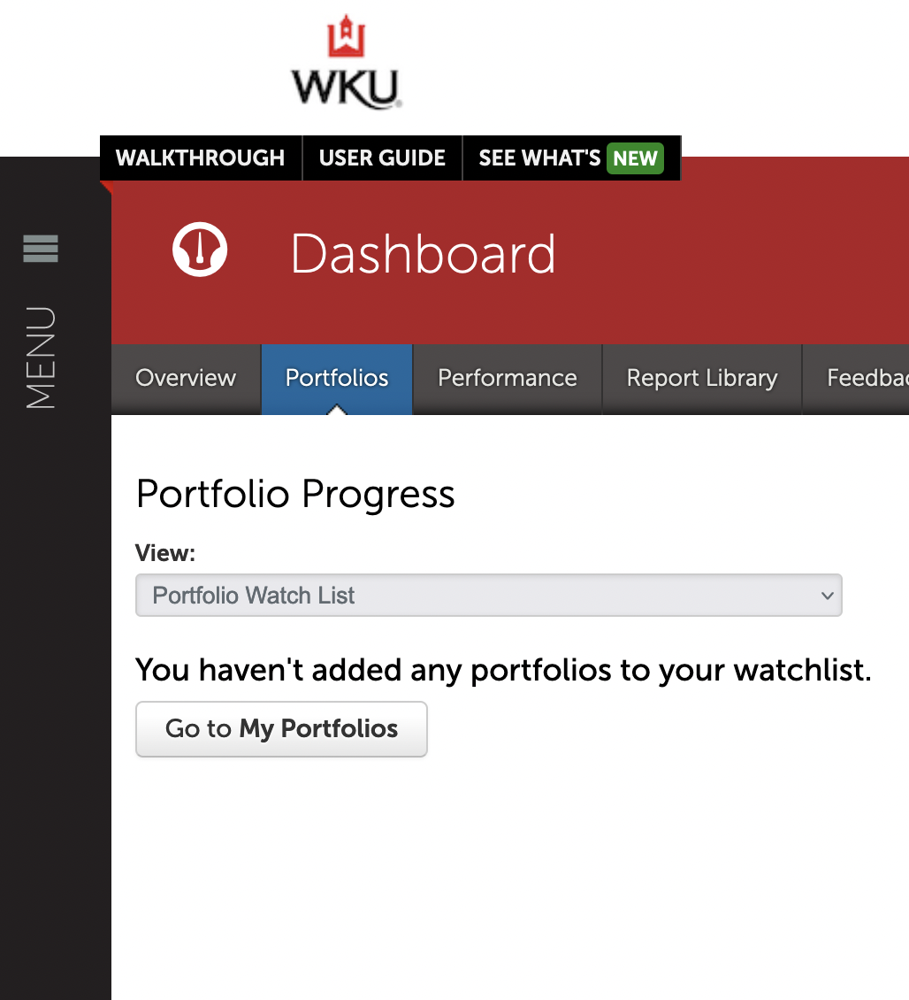 WKU
WALKTHROUGH USER GUIDE SEE WHAT'S NEW
MENU
Dashboard
Overview Portfolios Performance Report Library
Portfolio Progress
View:
Portfolio Watch List
You haven't added any portfolios to your watchlist.
Go to My Portfolios